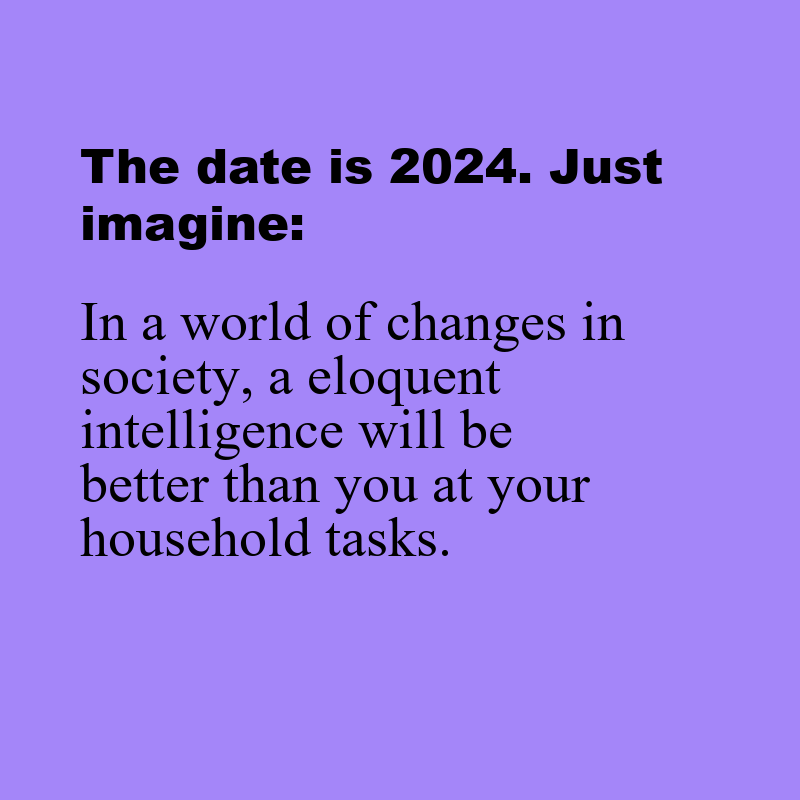 The date is 2024. Just
imagine:
In a world of changes in
society, a eloquent
intelligence will be
better than you at your
household tasks.